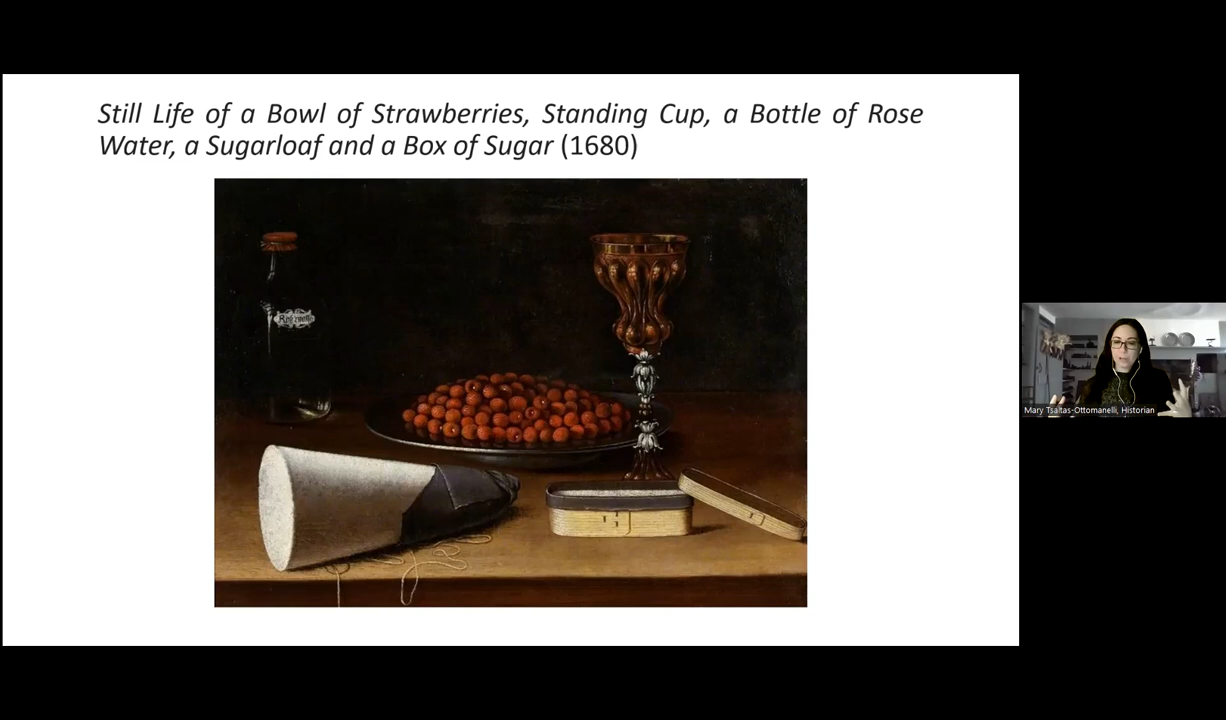 Still Life of a Bowl of Strawberries, Standing Cup, a Bottle of Rose
Water, a Sugarloaf and a Box of Sugar (1680)
Mary Tsaltas-Ottomanelli, Historian